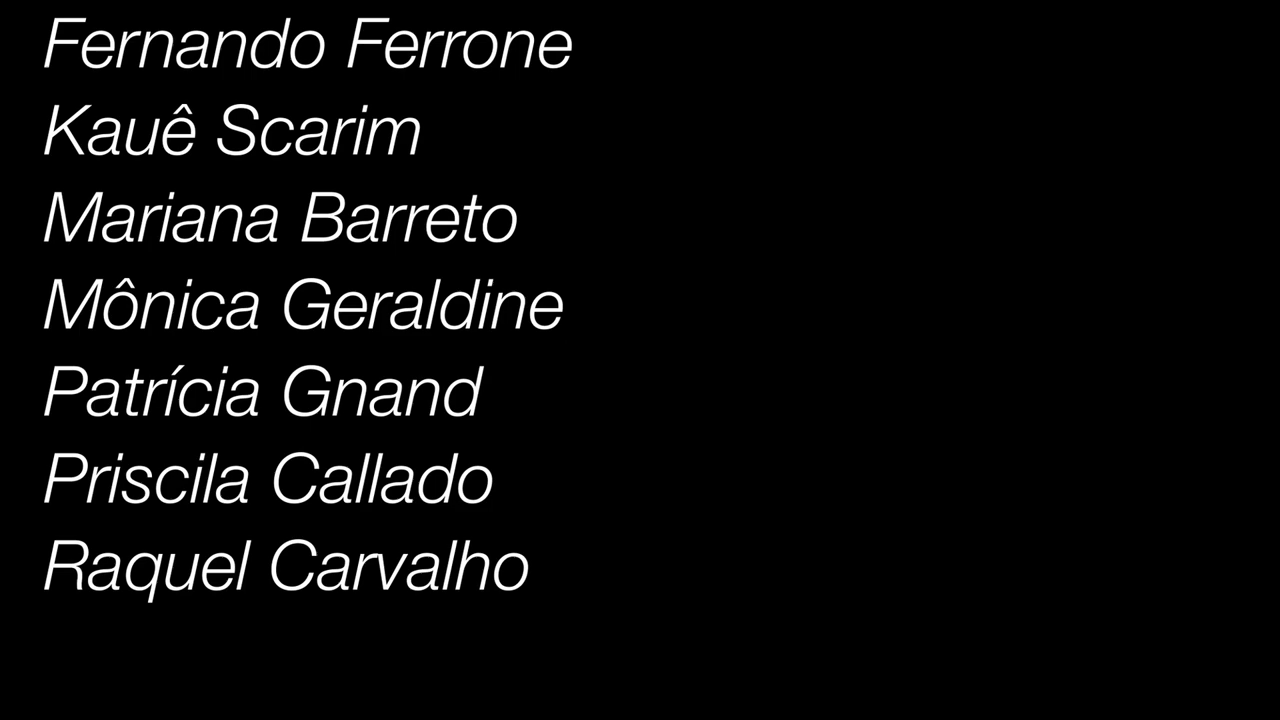 Fernando Ferrone
Kauê Scarim
Mariana Barreto
Mônica Geraldine
Patrícia Gnand
Priscila Callado
Raquel Carvalho